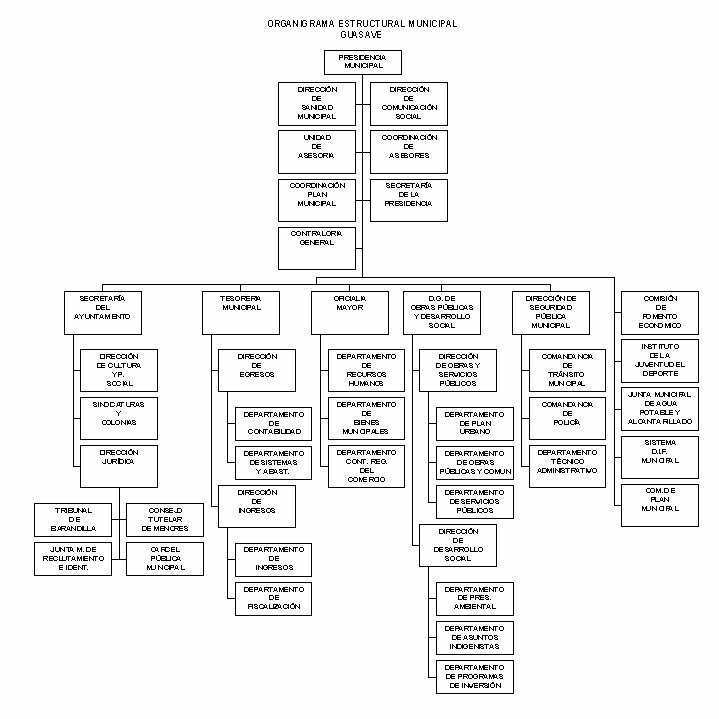 ORGANIGRAMA ESTRUCTURAL MUNICIPAL
GUASAVE
PRESIDENCIA
MUNICIPAL
DIRECCIÓN
DE
SANIDAD
MUNICIPAL
DIRECCIÓN
DE
COMUNICACIÓN
SOCIAL
UNIDAD
DE
ASESORIA
COORDINACIÓN
DE
ASESORES
COORDINACIÓN
PLAN
MUNICIPAL
SECRETARÍA
DE LA
PRESIDENCIA
CONTRALORIA
GENERAL
SECRETARÍA
DEL
AYUNTAMIENTO
TESORERIA
MUNICIPAL
OFICIALIA
MAYOR
D.G. DE
OBRAS PÚBLICAS
Y DESARROLLO
SOCIAL
DIRECCIÓN DE
SEGURIDAD
PÚBLICA
MUNICIPAL
COMISIÓN
DE
FOMENTO
ECONOMICO
DIRECCIÓN
DE CULTURA
Y P.
SOCIAL
SINDICATURAS
Y
COLONIAS
DIRECCIÓN
JURÍDICA
TRIBUNAL
DE
BARANDILLA
CONSEJO
TUTELAR
DE MENORES
JUNTA M. DE
RECLUTAMIENTO
E IDENT.
CARCEL
PÚBLICA
MUNICIPAL
DIRECCIÓN
DE
EGRESOS
DEPARTAMENTO
DE
CONTABILIDAD
DEPARTAMENTO
DE SISTEMAS
Y ABAST.
DIRECCIÓN
DE
INGRESOS
DEPARTAMENTO
DE
INGRESOS
DEPARTAMENTO
DE
FISCALIZACIÓN
DEPARTAMENTO
DE
RECURSOS
HUMANOS
DEPARTAMENTO
DE
BIENES
MUNICIPALES
DEPARTAMENTO
CONT. REG.
DEL
COMERCIO
DIRECCIÓN
DE OBRAS Y
SERVICIOS
PÚBLICOS
DEPARTAMENTO
DE PLAN
URBANO
DEPARTAMENTO
DE OBRAS
PÚBLICAS Y COMUN
DEPARTAMENTO
DE SERVICIOS
PÚBLICOS
DIRECCIÓN
DE
DESARROLLO
SOCIAL
DEPARTAMENTO
DE PRES.
AMBIENTAL
DEPARTAMENTO
DE ASUNTOS
INDIGENISTAS
DEPARTAMENTO
DE PROGRAMAS
DE INVERSIÓN
COMANDANCIA
DE
TRÁNSITO
MUNICIPAL
COMANDANCIA
DE
POLICÍA
DEPARTAMENTO
TÉCNICO
ADMINISTRATIVO
INSTITUTO
DE LA
JUVENTUD EL
DEPORTE
JUNTA MUNICIPAL
DE AGUA
POTABLE Y
ALCANTARILLADO
SISTEMA
D.I.F.
MUNICIPAL
COM. DE
PLAN
MUNICIPAL